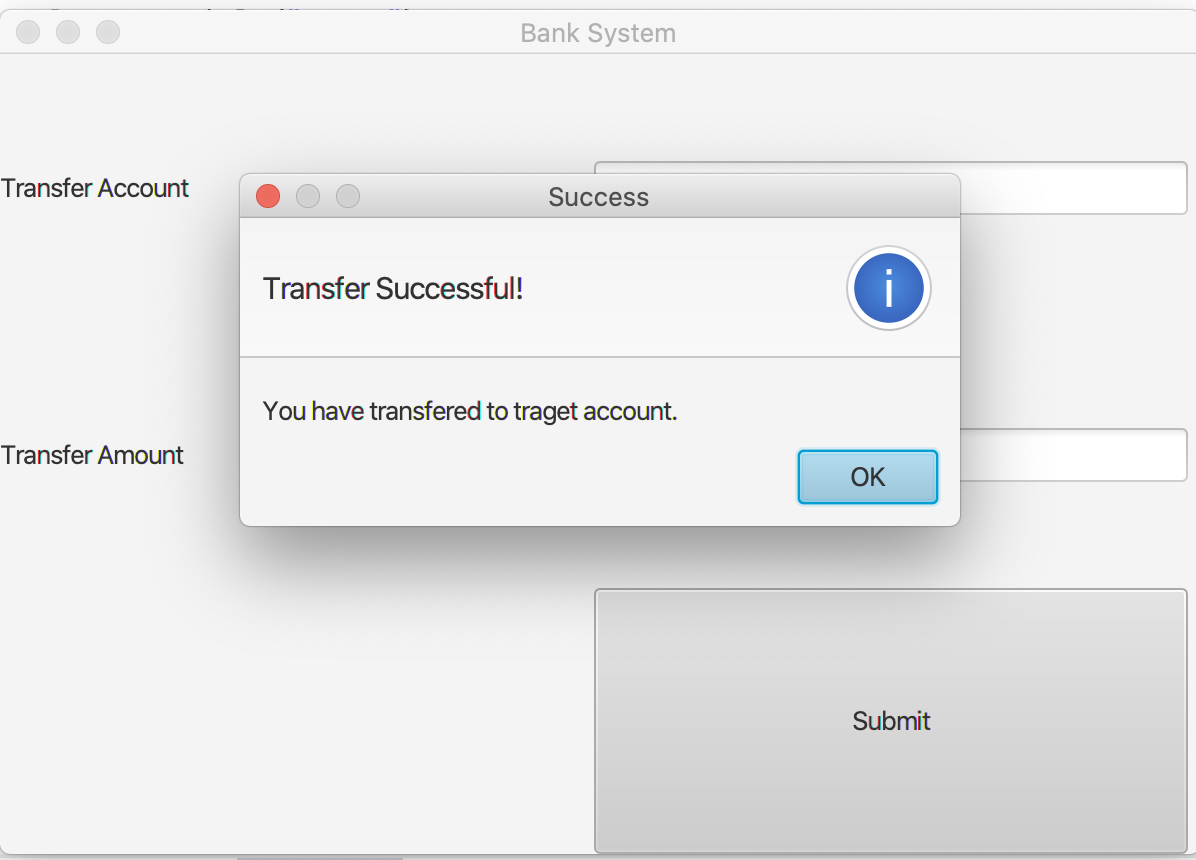 Bank System
Transfer Account
Success
Transfer Successful!
You have transfered to traget account.
Transfer Amount
OK
Submit